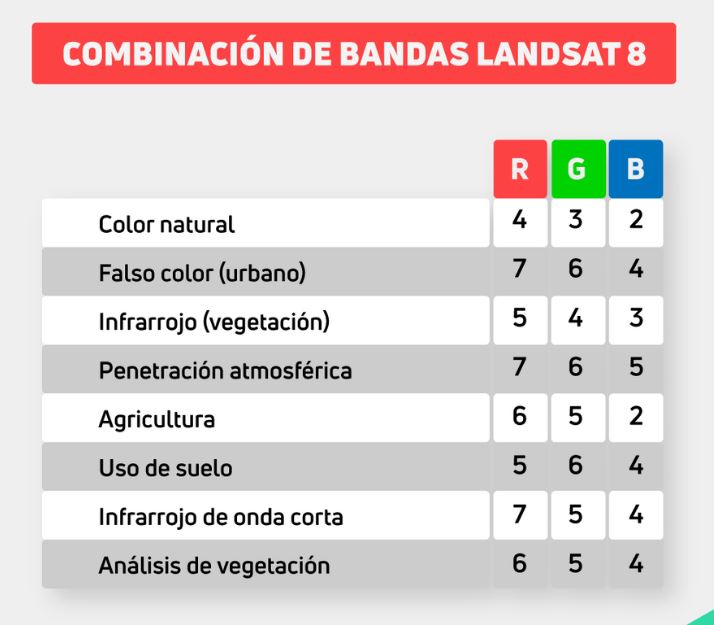 COMBINACIÓN DE BANDAS LANDSAT 8
R G B
Color natural 4 3 2
Falso color (urbano) 7 6 4
Infrarrojo (vegetación) 5 4 3
Penetración atmosférica 7 6 5
Agricultura 6 5 2
Uso de suelo 5 6 4
Infrarrojo de onda corta 7 5 4
Análisis de vegetación 6 5 4